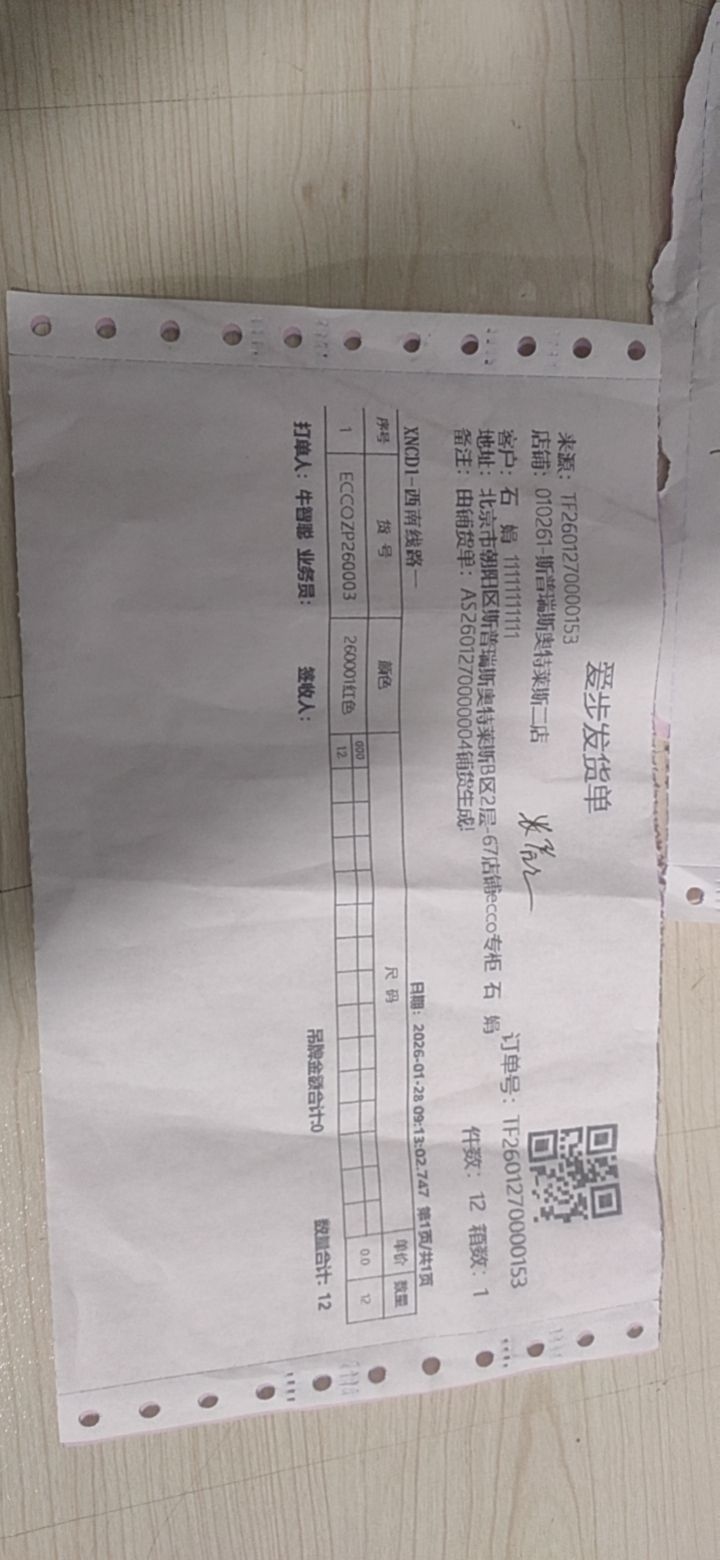 爱步发货单
来源：TF2601270000153
店铺：010261-斯普瑞斯奥特莱斯二店
订单号：TF2601270000153
客户：石 娟 11111111111
地址：北京市朝阳区斯普瑞斯奥特莱斯B区2层-67店铺ecco专柜 石 娟
件数：12 箱数：1
备注：由铺货单：AS2601270000004铺货生成!
XNCD1-西南线路一 日期：2026-01-28 09:13:02.747 第1页/共1页
序号 货 号 颜色 尺 码 单价 数量
000
1 ECCOZP260003 260001红色 12 0.0 12
吊牌金额合计:0 数量合计: 12
打单人：牛智聪 业务员： 签收人：